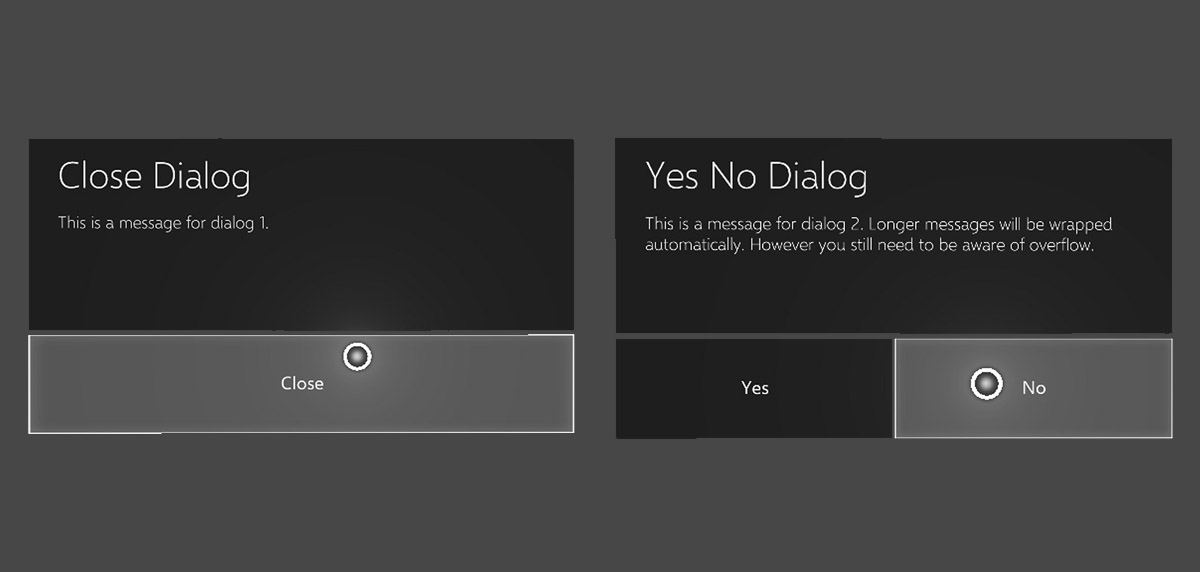 Close Dialog
This is a message for dialog 1.
Close
Yes No Dialog
This is a message for dialog 2. Longer messages will be wrapped
automatically. However you still need to be aware of overflow.
Yes
No